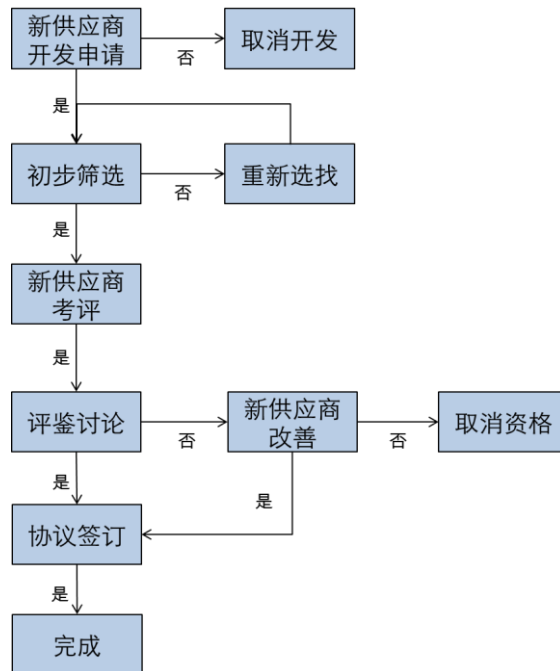 新供应商
开发申请
否
取消开发
是
初步筛选
否
重新选找
是
新供应商
考评
是
评鉴讨论
否
新供应商
改善
否
取消资格
是
是
协议签订
是
完成